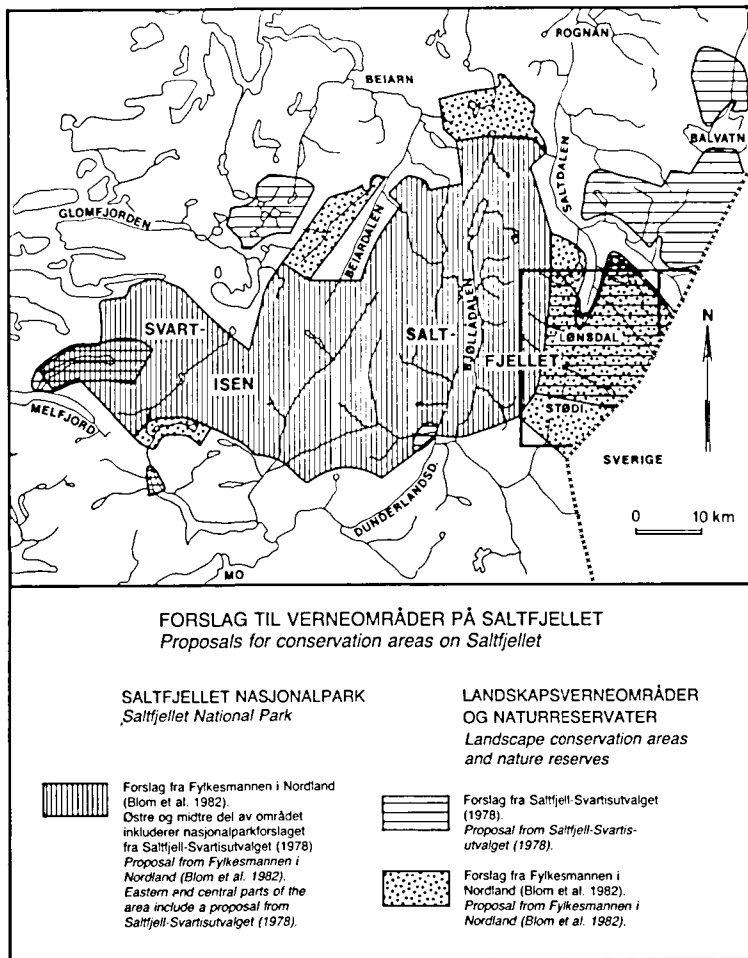 ROGNAN
BEIARN
BALVATN
SALTDALEN
GLOMFJORDEN
BEIARDALEN
BJØLLADALEN
SVART-
SALT-
LØNSDAL
N
ISEN
FJELLET
STØDI
MELFJORD
SVERIGE
DUNDERLANDSD.
0 10 km
MO
FORSLAG TIL VERNEOMRÅDER PÅ SALTFJELLET
Proposals for conservation areas on Saltfjellet
SALTFJELLET NASJONALPARK
Saltfjellet National Park
Forslag fra Fylkesmannen i Nordland
(Blom et al. 1982).
Østre og midtre del av området
inkluderer nasjonalparkforslaget
fra Saltfjell-Svartisutvalget (1978)
Proposal from Fylkesmannen i
Nordland (Blom et al. 1982).
Eastern end central parts of the
area include a proposal from
Saltfjell-Svartisutvalget (1978).
LANDSKAPSVERNEOMRÅDER
OG NATURRESERVATER
Landscape conservation areas
and nature reserves
Forslag fra Saltfjell-Svartisutvalget
(1978).
Proposal from Saltfjell-Svartis-
utvalget (1978).
Forslag fra Fylkesmannen i
Nordland (Blom et al. 1982).
Proposal from Fylkesmannen i
Nordland (Blom et al. 1982).